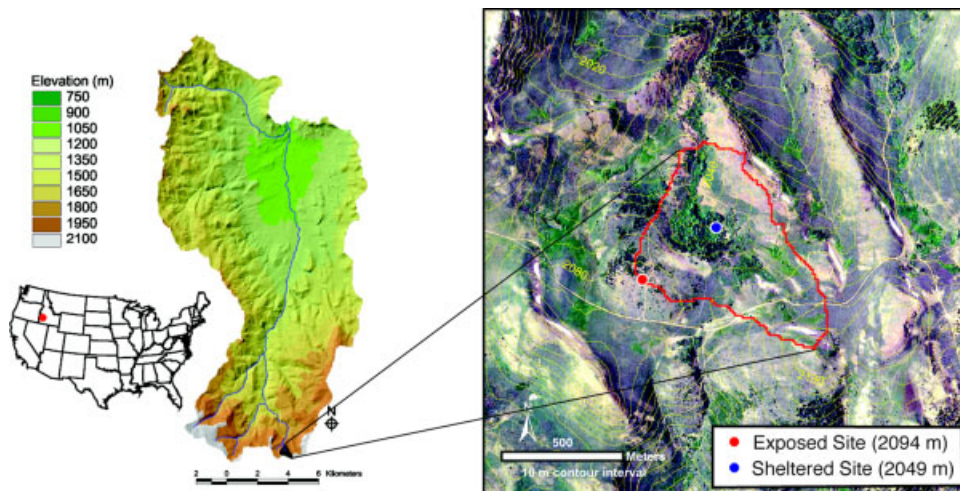 Elevation (m)
750
900
1050
1200
1350
1500
1650
1800
1950
2100
N
2 0 2 4 6 Kilometers
2020
2080
N
500
Meters
10 m contour interval
Exposed Site (2094 m)
Sheltered Site (2049 m)